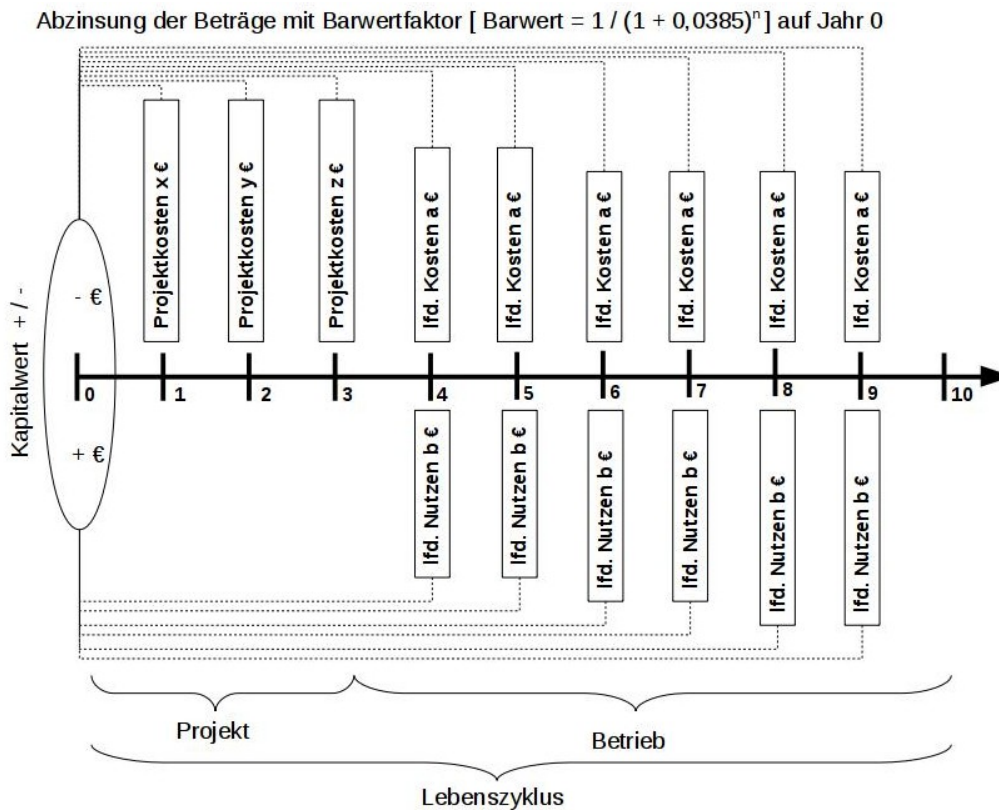 Abzinsung der Beträge mit Barwertfaktor [ Barwert = 1 / (1 + 0,0385)ⁿ ] auf Jahr 0
Projektkosten x €
Projektkosten y €
Projektkosten z €
lfd. Kosten a €
lfd. Kosten a €
lfd. Kosten a €
lfd. Kosten a €
lfd. Kosten a €
lfd. Kosten a €
Kapitalwert + / -
- €
+ €
0 1 2 3 4 5 6 7 8 9 10
lfd. Nutzen b €
lfd. Nutzen b €
lfd. Nutzen b €
lfd. Nutzen b €
lfd. Nutzen b €
lfd. Nutzen b €
Projekt
Betrieb
Lebenszyklus